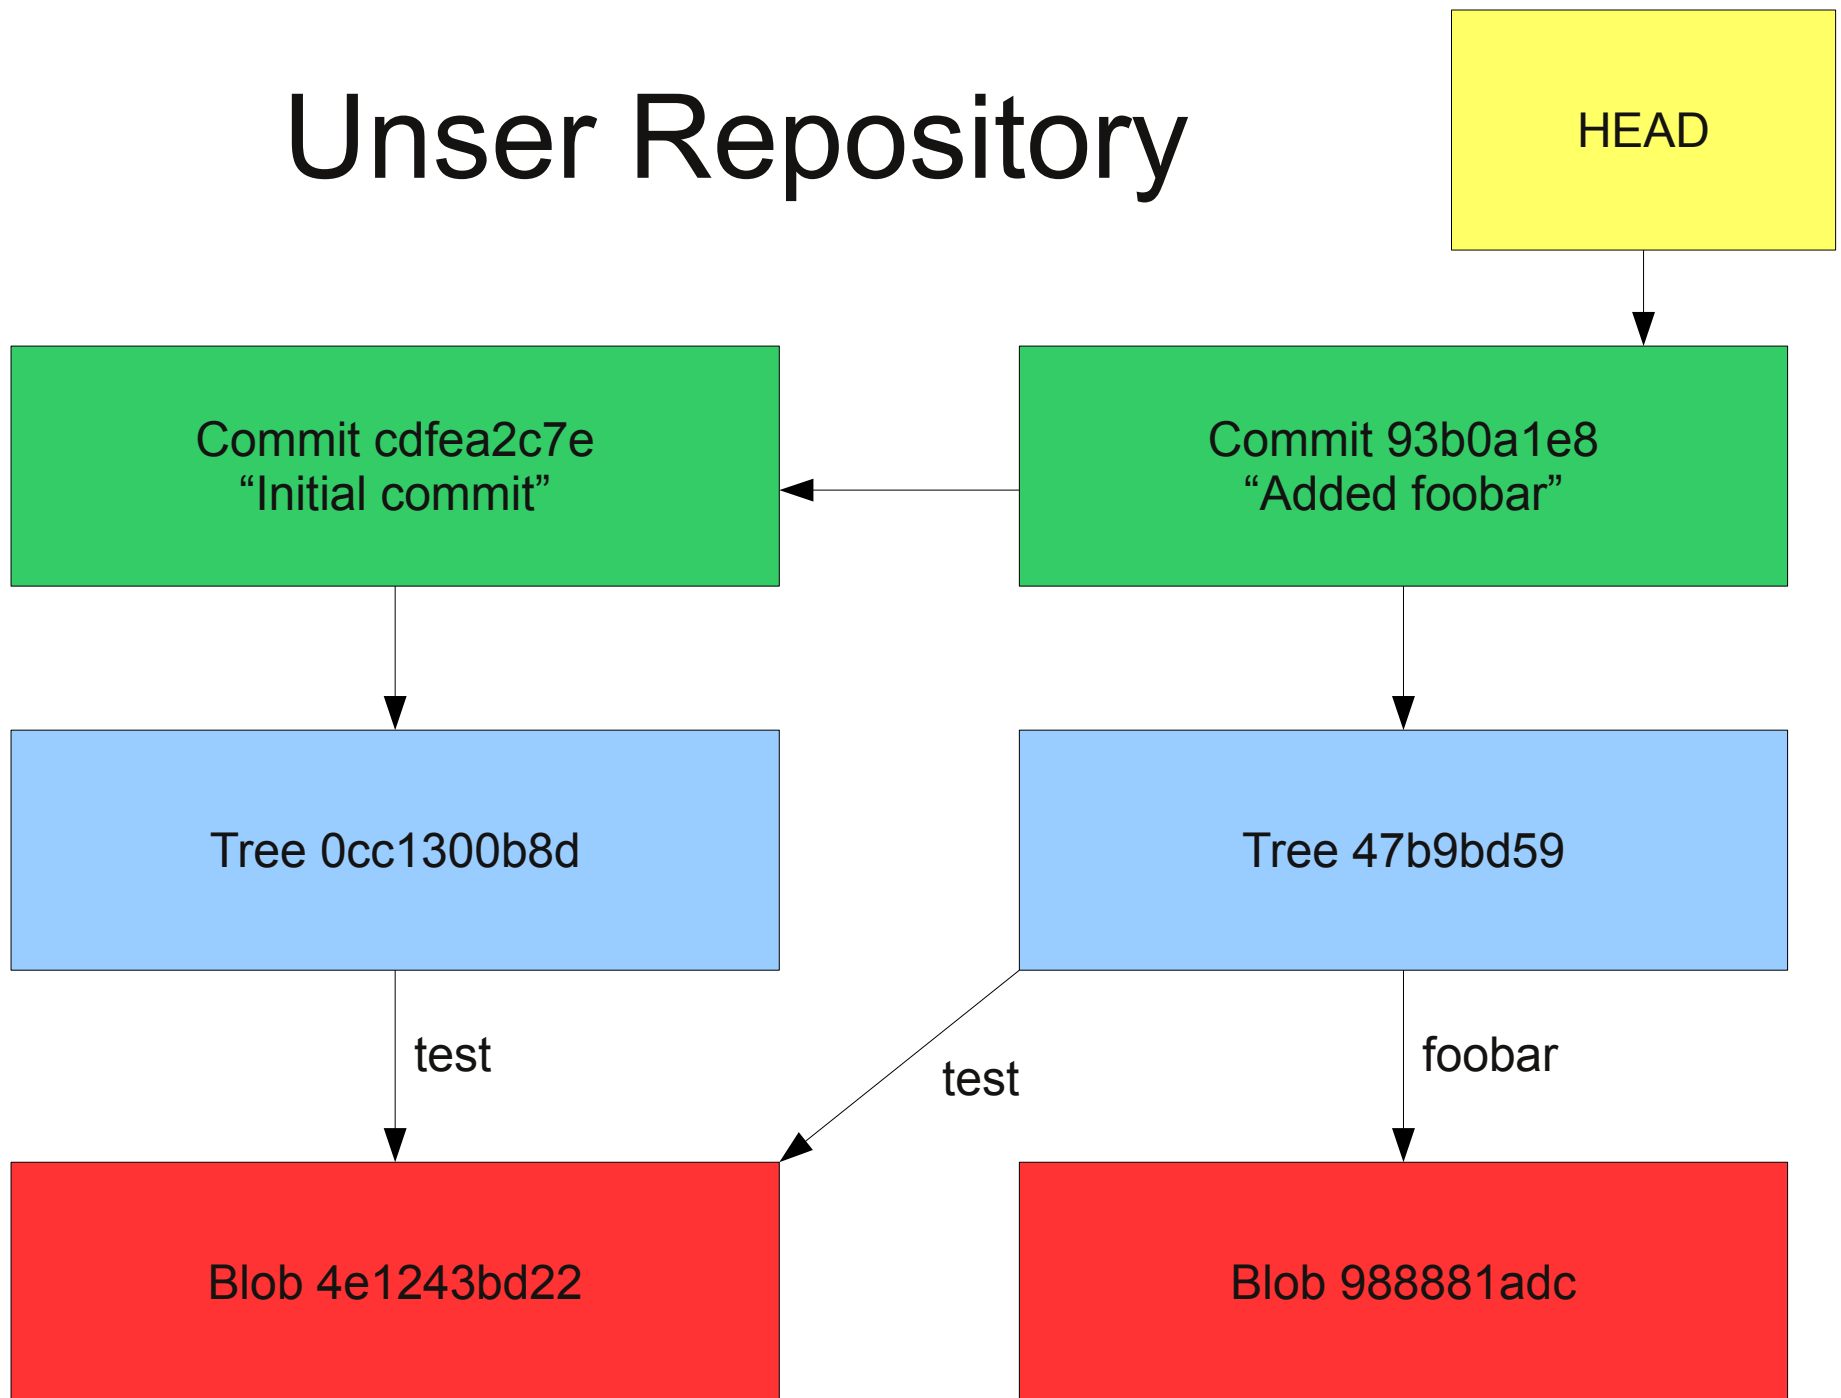 Unser Repository
HEAD
Commit cdfea2c7e
“Initial commit”
Commit 93b0a1e8
“Added foobar”
Tree 0cc1300b8d
Tree 47b9bd59
test
test
foobar
Blob 4e1243bd22
Blob 988881adc